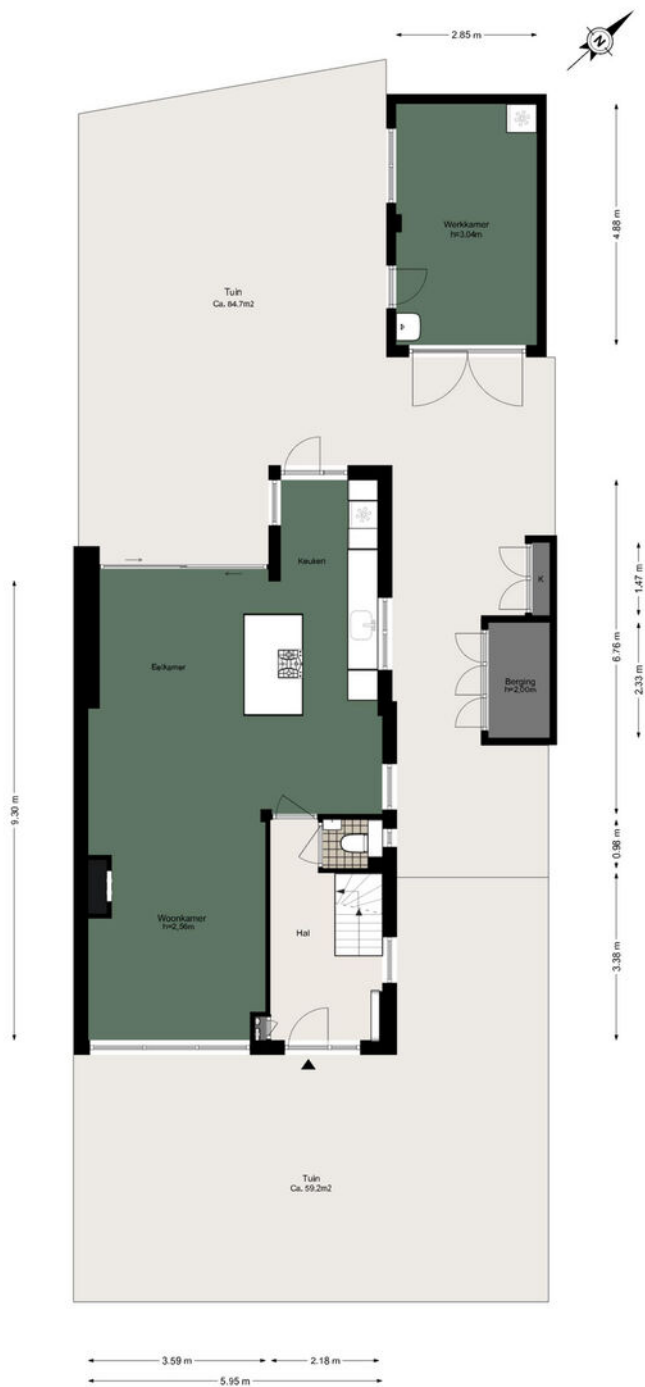 2.85 m
N
4.88 m
Werkkamer
h=3.04m
Tuin
Ca. 84.7m2
Keuken
K
1.47 m
6.76 m
2.33 m
Eetkamer
Berging
h=2,00m
9.30 m
0.98 m
Woonkamer
h=2,56m
Hal
3.38 m
Tuin
Ca. 59.2m2
3.59 m
2.18 m
5.95 m